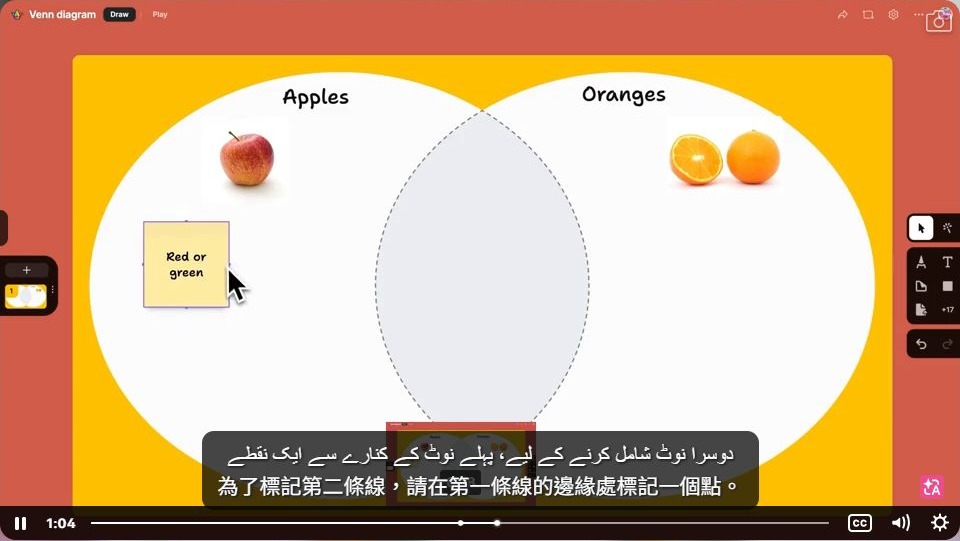 Venn diagram
Draw
Play
Apples
Oranges
Red or
green
1
+17
دوسرا نوٹ شامل کرنے کے لیے، پہلے نوٹ کے کنارے سے ایک نقطے
為了標記第二條線，請在第一條線的邊緣處標記一個點。
1:04
CC